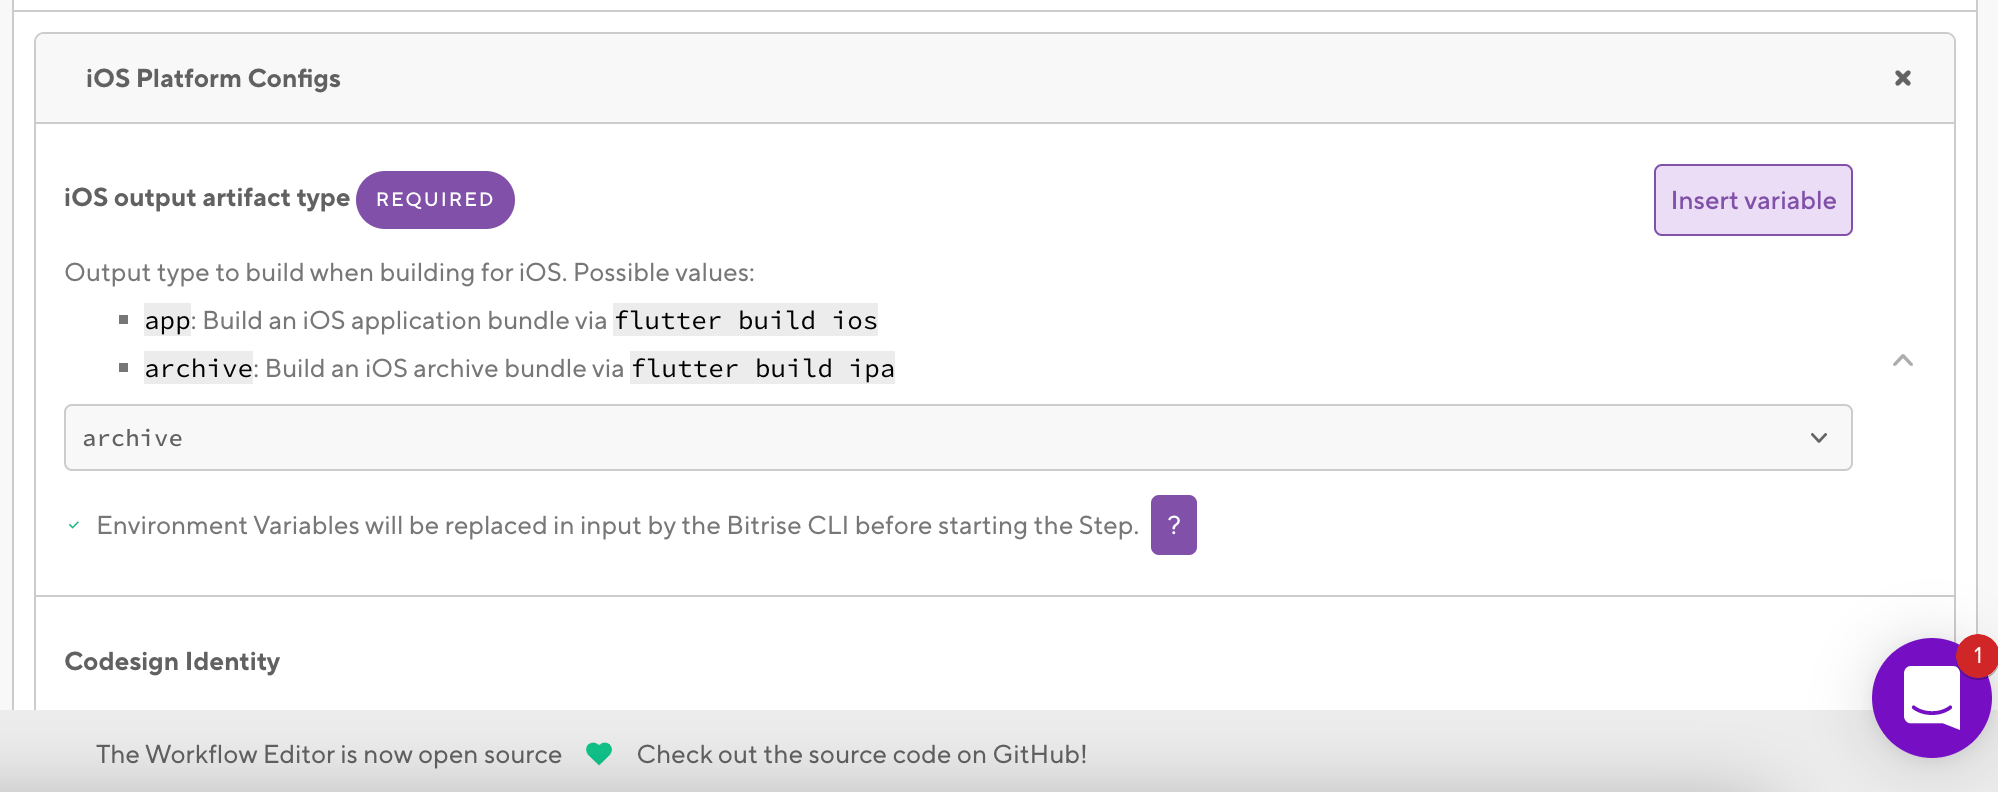 iOS Platform Configs
iOS output artifact type REQUIRED
Insert variable
Output type to build when building for iOS. Possible values:
app: Build an iOS application bundle via flutter build ios
archive: Build an iOS archive bundle via flutter build ipa
archive
Environment Variables will be replaced in input by the Bitrise CLI before starting the Step. ?
Codesign Identity
1
The Workflow Editor is now open source Check out the source code on GitHub!